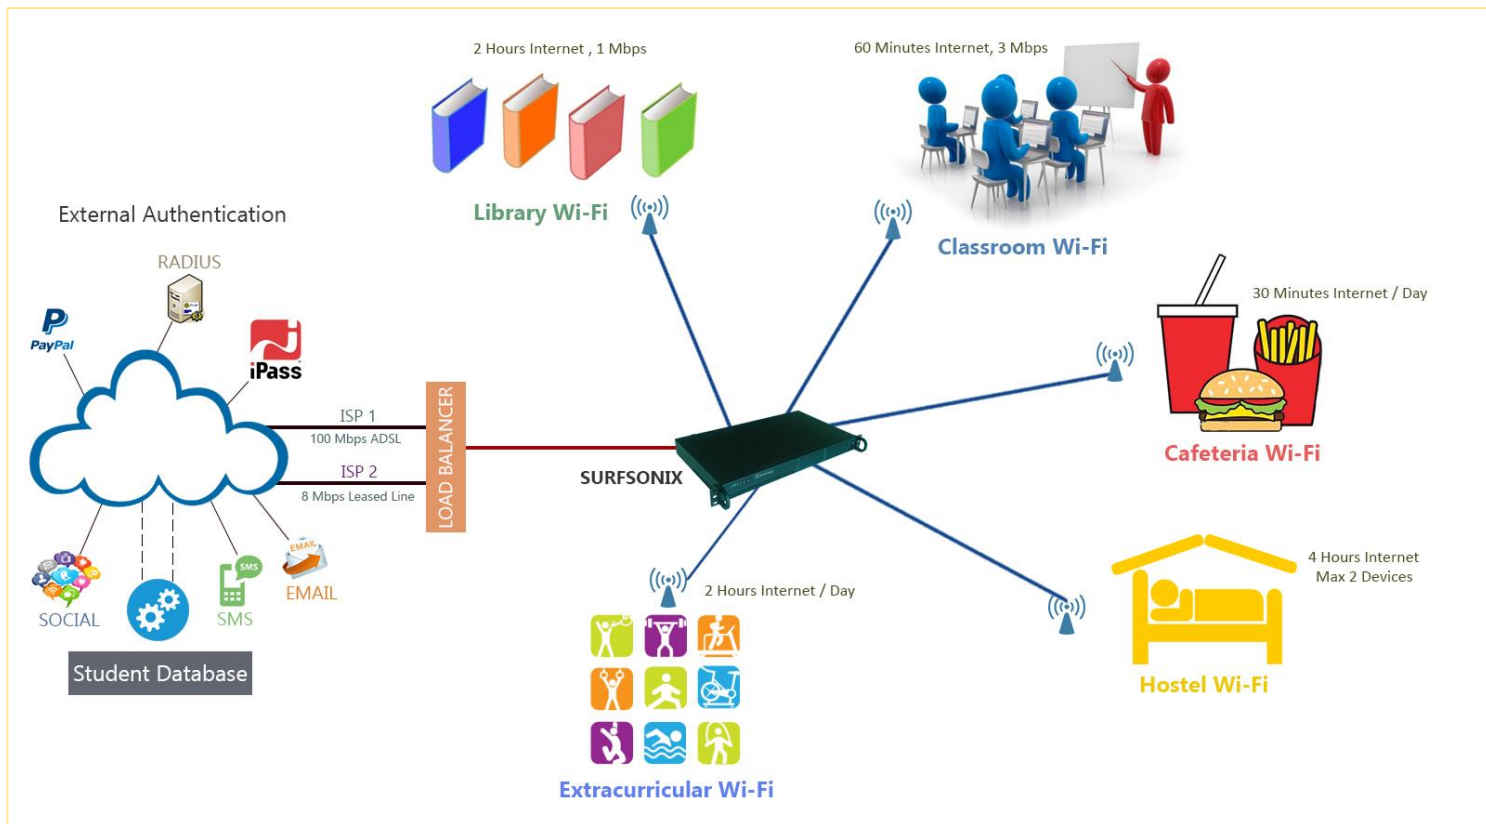 2 Hours Internet , 1 Mbps
60 Minutes Internet, 3 Mbps
Library Wi-Fi
Classroom Wi-Fi
External Authentication
RADIUS
PayPal
iPass
30 Minutes Internet / Day
Cafeteria Wi-Fi
ISP 1
100 Mbps ADSL
ISP 2
8 Mbps Leased Line
LOAD BALANCER
SURFSONIX
SOCIAL
SMS
SMS
EMAIL
EMAIL
Student Database
2 Hours Internet / Day
Extracurricular Wi-Fi
4 Hours Internet
Max 2 Devices
Hostel Wi-Fi